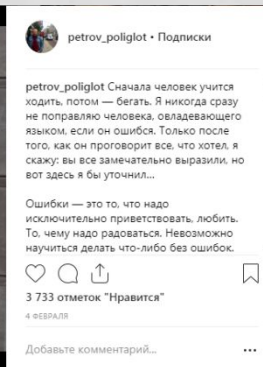 petrov_poliglot • Подписки
petrov_poliglot Сначала человек учится
ходить, потом — бегать. Я никогда сразу
не поправляю человека, овладевающего
языком, если он ошибся. Только после
того, как он проговорит все, что хотел, я
скажу: вы все замечательно выразили, но
вот здесь я бы уточнил...
Ошибки — это то, что надо
исключительно приветствовать, любить.
То, чему надо радоваться. Невозможно
научиться делать что-либо без ошибок.
3 733 отметок "Нравится"
4 ФЕВРАЛЯ
Добавьте комментарий...